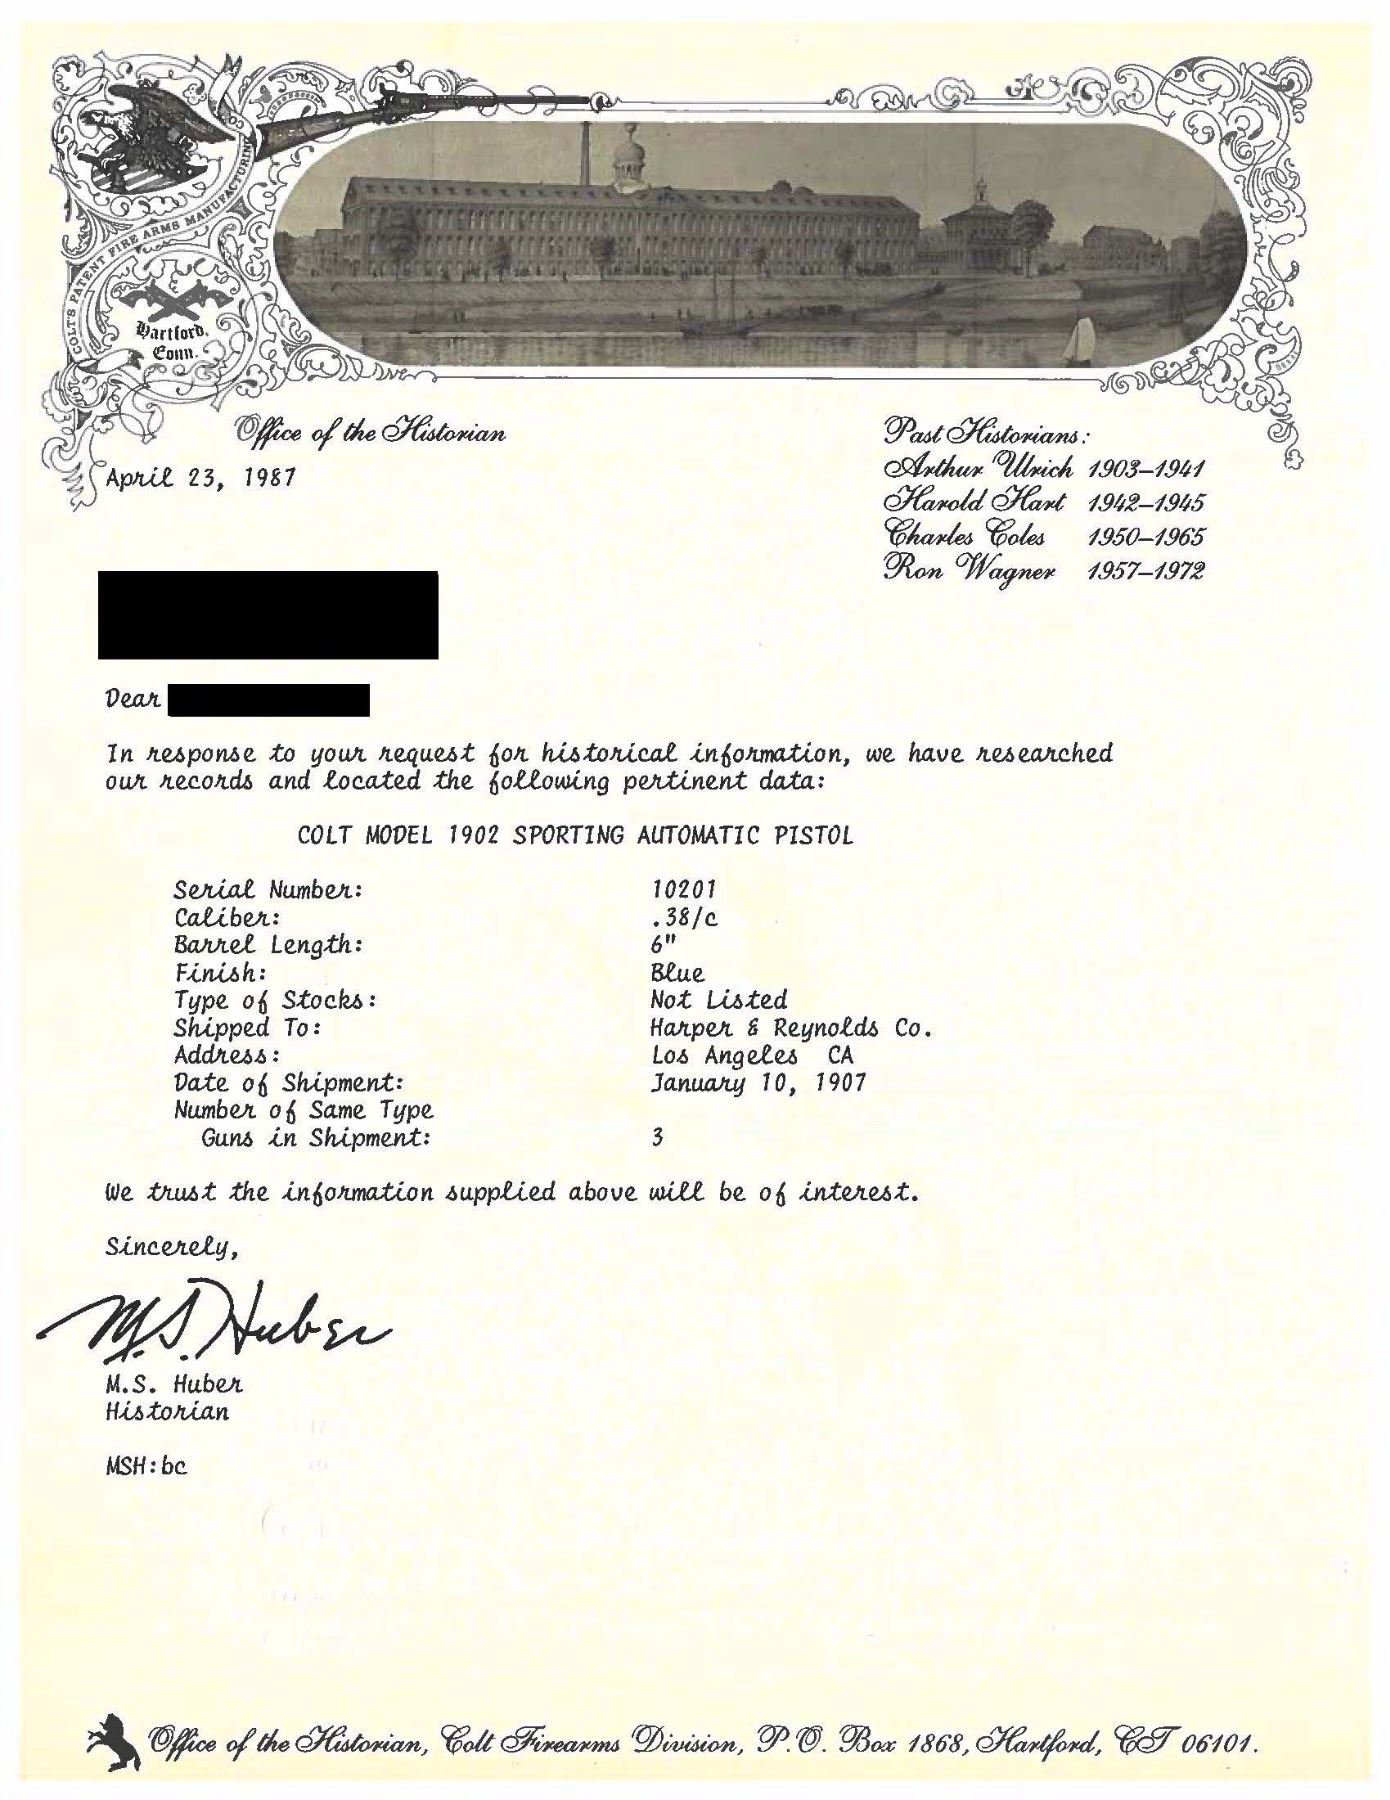 COLT'S PATENT FIRE ARMS MANUFACTURING
Hartford,
Conn.
Office of the Historian
April 23, 1987
Past Historians:
Arthur Ulrich 1903–1941
Harold Hart 1942–1945
Charles Coles 1950–1965
Ron Wagner 1957–1972
Dear
In response to your request for historical information, we have researched
our records and located the following pertinent data:
COLT MODEL 1902 SPORTING AUTOMATIC PISTOL
Serial Number: 10201
Caliber: .38/c
Barrel Length: 6"
Finish: Blue
Type of Stocks: Not Listed
Shipped To: Harper & Reynolds Co.
Address: Los Angeles CA
Date of Shipment: January 10, 1907
Number of Same Type
Guns in Shipment: 3
We trust the information supplied above will be of interest.
Sincerely,
M.S. Huber
M.S. Huber
Historian
MSH:bc
Office of the Historian, Colt Firearms Division, P.O. Box 1868, Hartford, CT 06101.